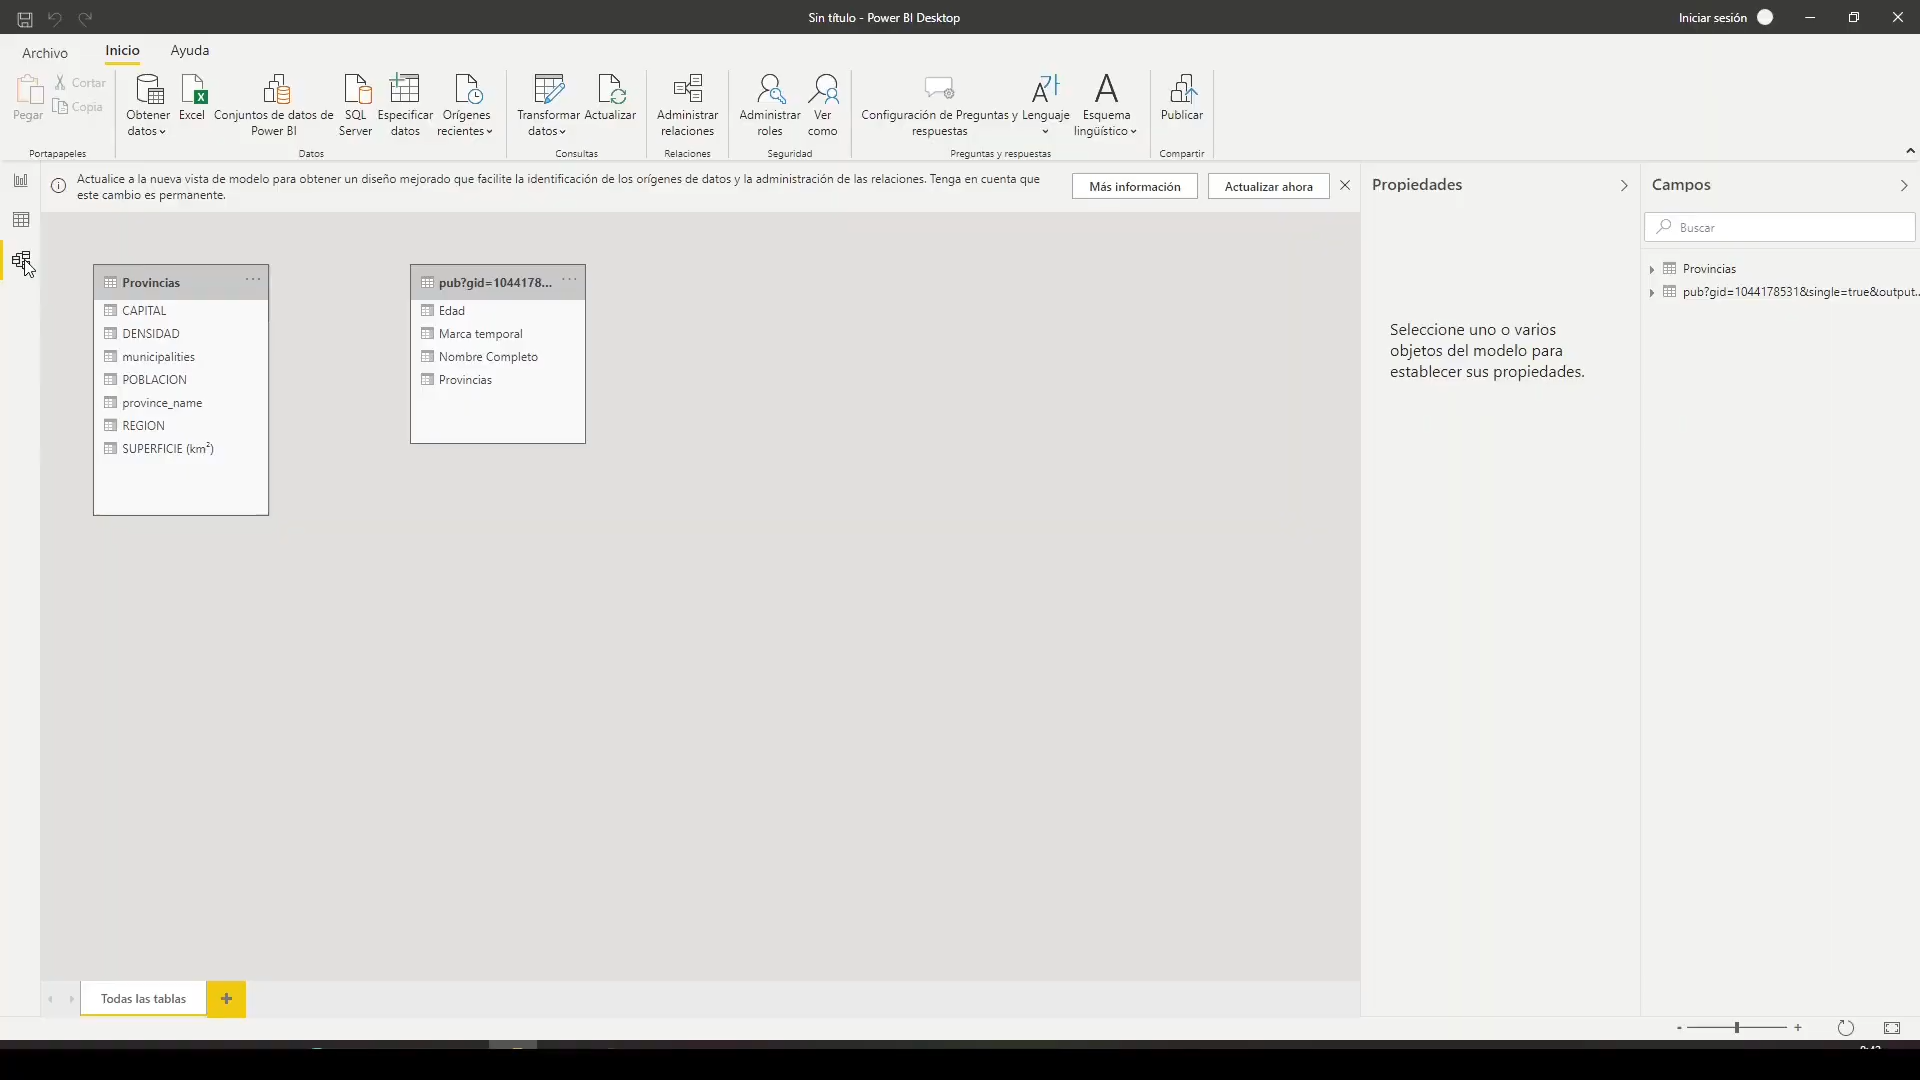 Sin título - Power BI Desktop
Iniciar sesión
Archivo
Inicio
Ayuda
Pegar
Cortar
Copia
Portapapeles
Obtener
datos
Excel
Conjuntos de datos de
Power BI
SQL
Server
Especificar
datos
Orígenes
recientes
Datos
Transformar
datos
Actualizar
Consultas
Administrar
relaciones
Relaciones
Administrar
roles
Ver
como
Seguridad
Configuración de Preguntas y
respuestas
Lenguaje
Esquema
lingüístico
Preguntas y respuestas
Publicar
Compartir
Actualice a la nueva vista de modelo para obtener un diseño mejorado que facilite la identificación de los orígenes de datos y la administración de las relaciones. Tenga en cuenta que
este cambio es permanente.
Más información
Actualizar ahora
Propiedades
Seleccione uno o varios
objetos del modelo para
establecer sus propiedades.
Campos
Buscar
Provincias
pub?gid=1044178531&single=true&output...
Provincias
CAPITAL
DENSIDAD
municipalities
POBLACION
province_name
REGION
SUPERFICIE (km²)
pub?gid=1044178...
Edad
Marca temporal
Nombre Completo
Provincias
Todas las tablas